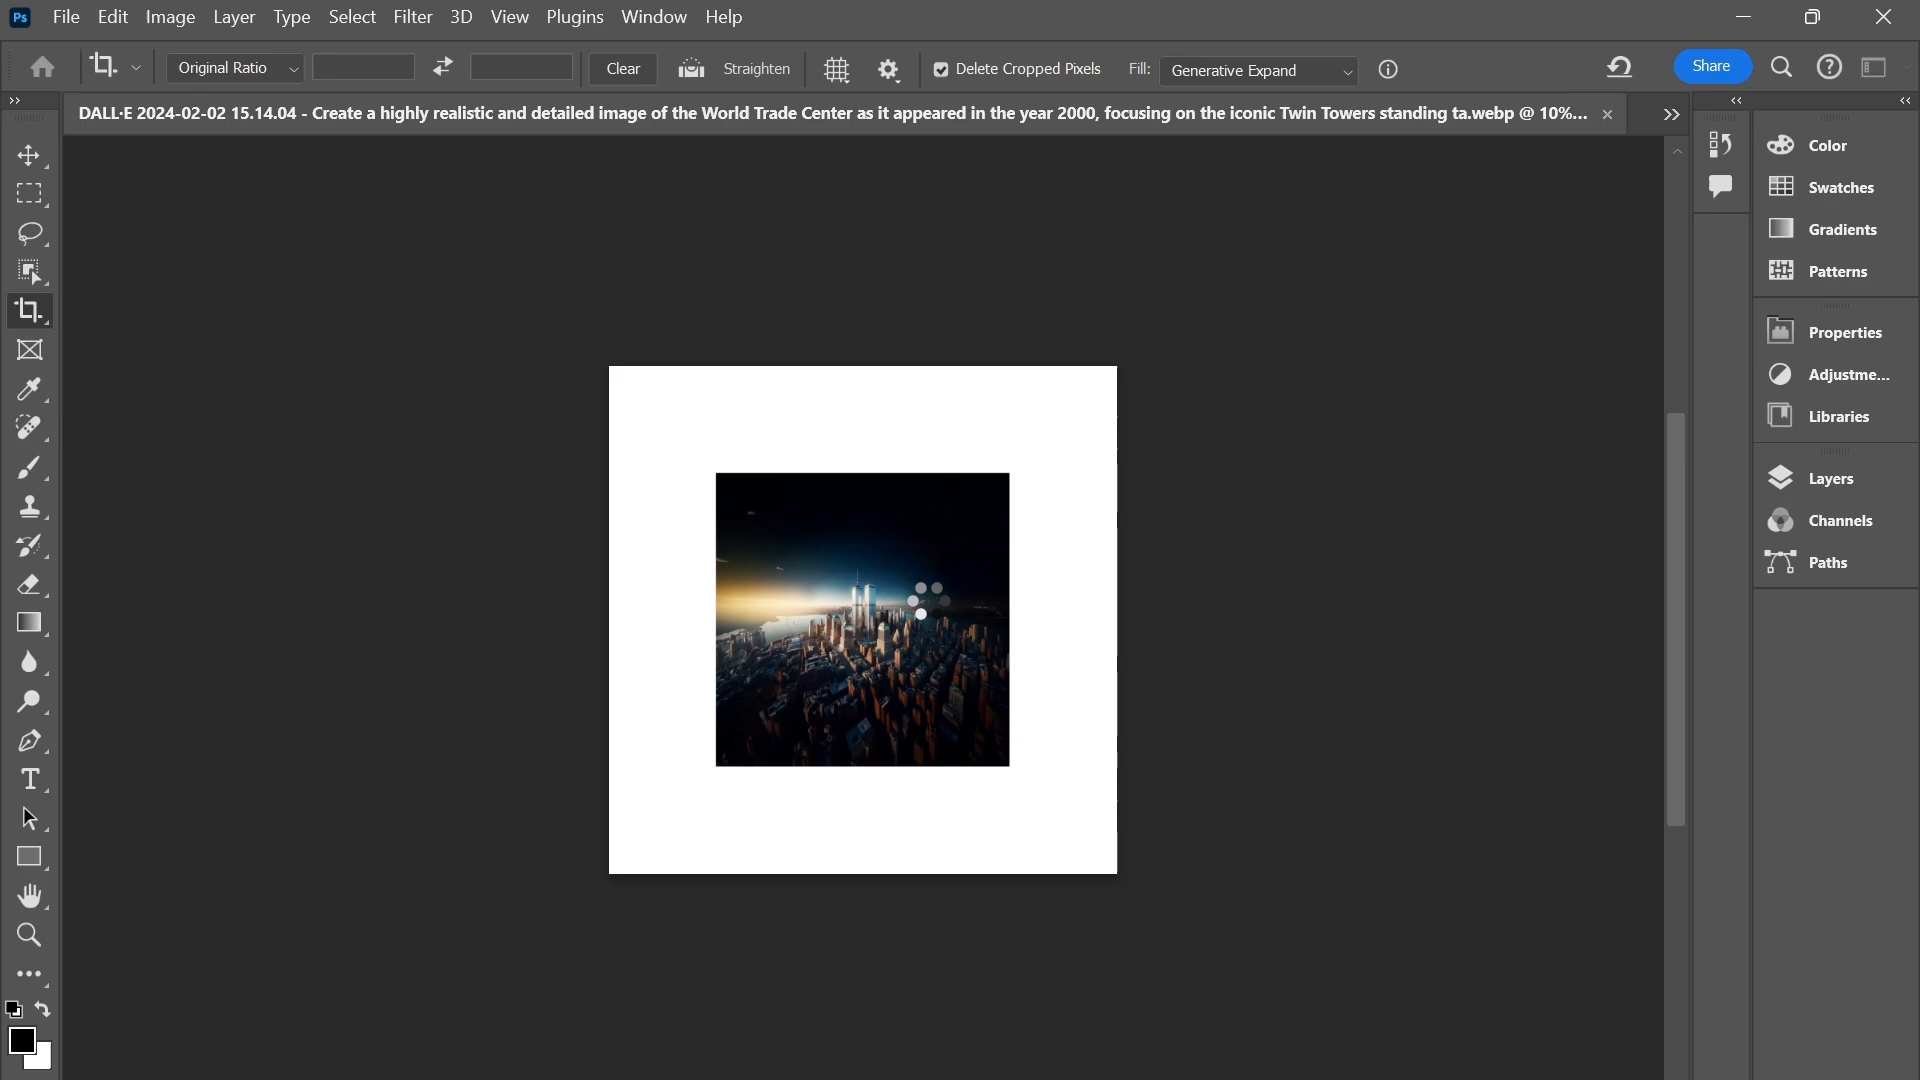 Ps File Edit Image Layer Type Select Filter 3D View Plugins Window Help
Original Ratio Clear Straighten Delete Cropped Pixels Fill: Generative Expand Share
DALL·E 2024-02-02 15.14.04 - Create a highly realistic and detailed image of the World Trade Center as it appeared in the year 2000, focusing on the iconic Twin Towers standing ta.webp @ 10%...
Color
Swatches
Gradients
Patterns
Properties
Adjustme...
Libraries
Layers
Channels
Paths